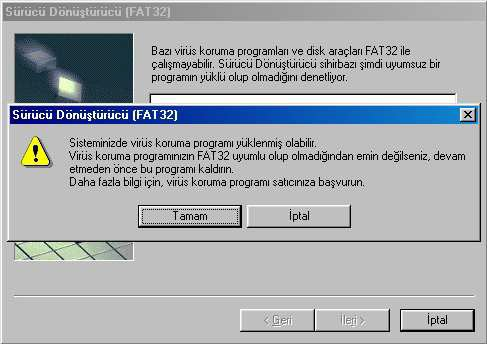 Sürücü Dönüştürücü (FAT32)
Bazı virüs koruma programları ve disk araçları FAT32 ile
çalışmayabilir. Sürücü Dönüştürücü sihirbazı şimdi uyumsuz bir
programın yüklü olup olmadığını denetliyor.
Sürücü Dönüştürücü (FAT32)
Sisteminizde virüs koruma programı yüklenmiş olabilir.
Virüs koruma programınızın FAT32 uyumlu olup olmadığından emin değilseniz, devam
etmeden önce bu programı kaldırın.
Daha fazla bilgi için, virüs koruma programı satıcınıza başvurun.
Tamam
İptal
< Geri
İleri >
İptal